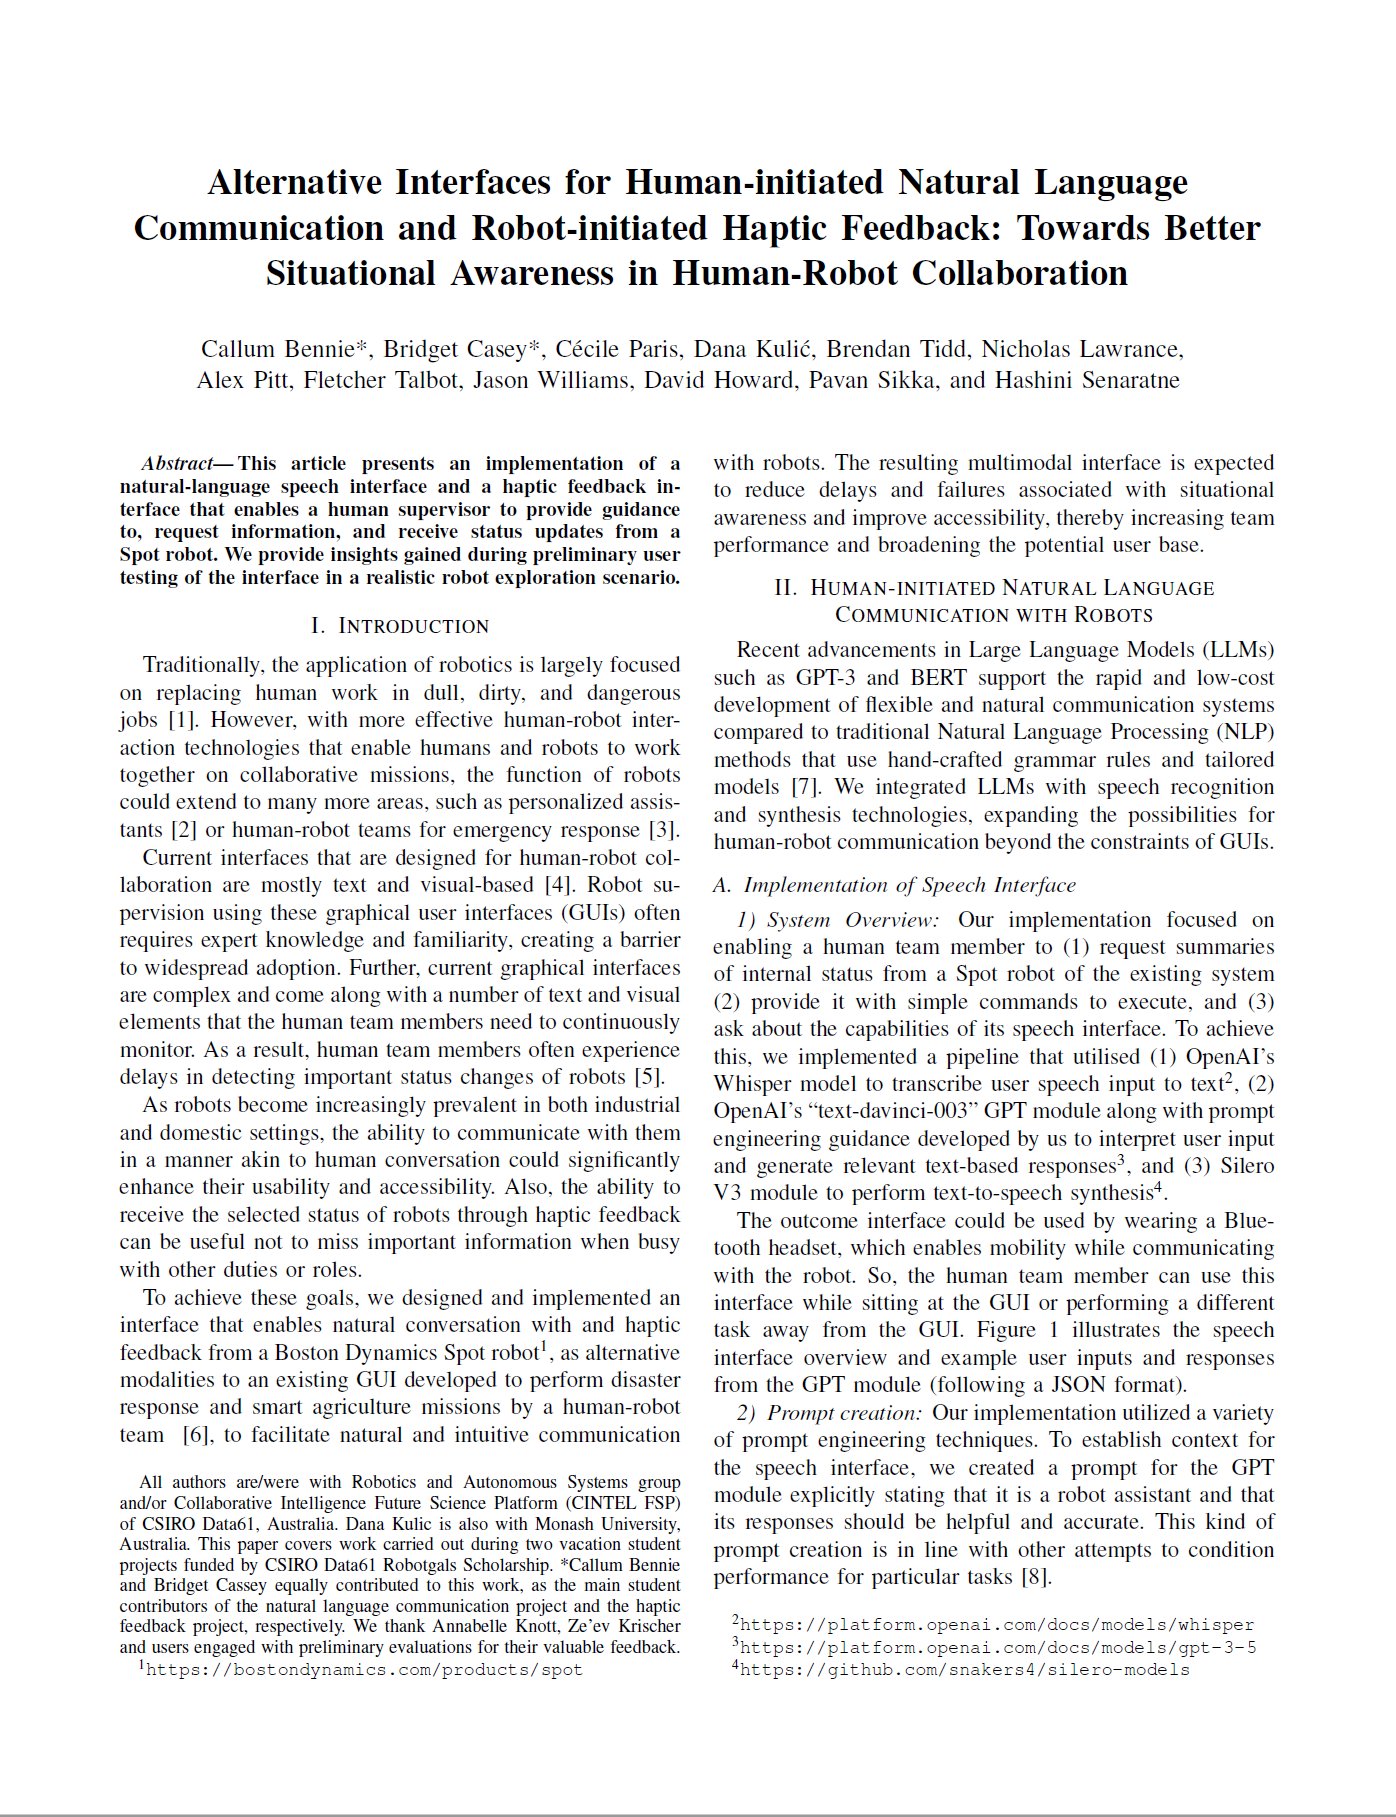 Alternative Interfaces for Human-initiated Natural Language
Communication and Robot-initiated Haptic Feedback: Towards Better
Situational Awareness in Human-Robot Collaboration
Callum Bennie*, Bridget Casey*, Cécile Paris, Dana Kulić, Brendan Tidd, Nicholas Lawrance,
Alex Pitt, Fletcher Talbot, Jason Williams, David Howard, Pavan Sikka, and Hashini Senaratne
Abstract— This article presents an implementation of a
natural-language speech interface and a haptic feedback in-
terface that enables a human supervisor to provide guidance
to, request information, and receive status updates from a
Spot robot. We provide insights gained during preliminary user
testing of the interface in a realistic robot exploration scenario.
I. INTRODUCTION
Traditionally, the application of robotics is largely focused
on replacing human work in dull, dirty, and dangerous
jobs [1]. However, with more effective human-robot inter-
action technologies that enable humans and robots to work
together on collaborative missions, the function of robots
could extend to many more areas, such as personalized assis-
tants [2] or human-robot teams for emergency response [3].
Current interfaces that are designed for human-robot col-
laboration are mostly text and visual-based [4]. Robot su-
pervision using these graphical user interfaces (GUIs) often
requires expert knowledge and familiarity, creating a barrier
to widespread adoption. Further, current graphical interfaces
are complex and come along with a number of text and visual
elements that the human team members need to continuously
monitor. As a result, human team members often experience
delays in detecting important status changes of robots [5].
As robots become increasingly prevalent in both industrial
and domestic settings, the ability to communicate with them
in a manner akin to human conversation could significantly
enhance their usability and accessibility. Also, the ability to
receive the selected status of robots through haptic feedback
can be useful not to miss important information when busy
with other duties or roles.
To achieve these goals, we designed and implemented an
interface that enables natural conversation with and haptic
feedback from a Boston Dynamics Spot robot1, as alternative
modalities to an existing GUI developed to perform disaster
response and smart agriculture missions by a human-robot
team [6], to facilitate natural and intuitive communication
All authors are/were with Robotics and Autonomous Systems group
and/or Collaborative Intelligence Future Science Platform (CINTEL FSP)
of CSIRO Data61, Australia. Dana Kulic is also with Monash University,
Australia. This paper covers work carried out during two vacation student
projects funded by CSIRO Data61 Robotgals Scholarship. *Callum Bennie
and Bridget Cassey equally contributed to this work, as the main student
contributors of the natural language communication project and the haptic
feedback project, respectively. We thank Annabelle Knott, Ze'ev Krischer
and users engaged with preliminary evaluations for their valuable feedback.
1https://bostondynamics.com/products/spot
with robots. The resulting multimodal interface is expected
to reduce delays and failures associated with situational
awareness and improve accessibility, thereby increasing team
performance and broadening the potential user base.
II. HUMAN-INITIATED NATURAL LANGUAGE
COMMUNICATION WITH ROBOTS
Recent advancements in Large Language Models (LLMs)
such as GPT-3 and BERT support the rapid and low-cost
development of flexible and natural communication systems
compared to traditional Natural Language Processing (NLP)
methods that use hand-crafted grammar rules and tailored
models [7]. We integrated LLMs with speech recognition
and synthesis technologies, expanding the possibilities for
human-robot communication beyond the constraints of GUIs.
A. Implementation of Speech Interface
1) System Overview: Our implementation focused on
enabling a human team member to (1) request summaries
of internal status from a Spot robot of the existing system
(2) provide it with simple commands to execute, and (3)
ask about the capabilities of its speech interface. To achieve
this, we implemented a pipeline that utilised (1) OpenAI's
Whisper model to transcribe user speech input to text2, (2)
OpenAI's “text-davinci-003” GPT module along with prompt
engineering guidance developed by us to interpret user input
and generate relevant text-based responses3, and (3) Silero
V3 module to perform text-to-speech synthesis4.
The outcome interface could be used by wearing a Blue-
tooth headset, which enables mobility while communicating
with the robot. So, the human team member can use this
interface while sitting at the GUI or performing a different
task away from the GUI. Figure 1 illustrates the speech
interface overview and example user inputs and responses
from the GPT module (following a JSON format).
2) Prompt creation: Our implementation utilized a variety
of prompt engineering techniques. To establish context for
the speech interface, we created a prompt for the GPT
module explicitly stating that it is a robot assistant and that
its responses should be helpful and accurate. This kind of
prompt creation is in line with other attempts to condition
performance for particular tasks [8].
2https://platform.openai.com/docs/models/whisper
3https://platform.openai.com/docs/models/gpt-3-5
4https://github.com/snakers4/silero-models